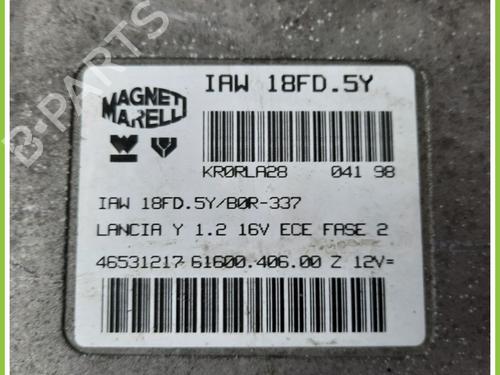 IAW 18FD.5Y
MAGNETI
MARELLI
KR0RLA28 041 98
IAW 18FD.5Y/B0R-337
LANCIA Y 1.2 16V ECE FASE 2
46531217 61600.406.00 Z 12V=
B-PARTS